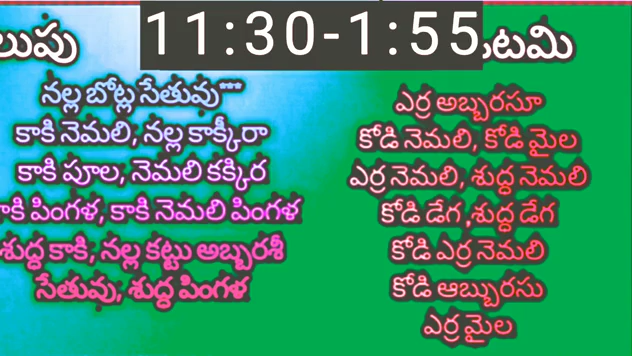 11:30-1:55
లుపు
నల్ల బోట్ల సేతువు***
కాకి నెమలి, నల్ల కాక్కీరా
కాకి పూల, నెమలి కక్కిర
కాకి పింగళ, కాకి నెమలి పింగళ
శుద్ధ కాకి, నల్ల కట్టు అబ్బరశీ
సేతువు, శుద్ధ పింగళ
టమి
ఎర్ర అబ్బరసూ
కోడి నెమలి, కోడి మైల
ఎర్ర నెమలి, శుద్ధ నెమలి
కోడి డేగ ,శుద్ధ డేగ
కోడి ఎర్ర నెమలి
కోడి ఆబ్బురసు
ఎర్ర మైల